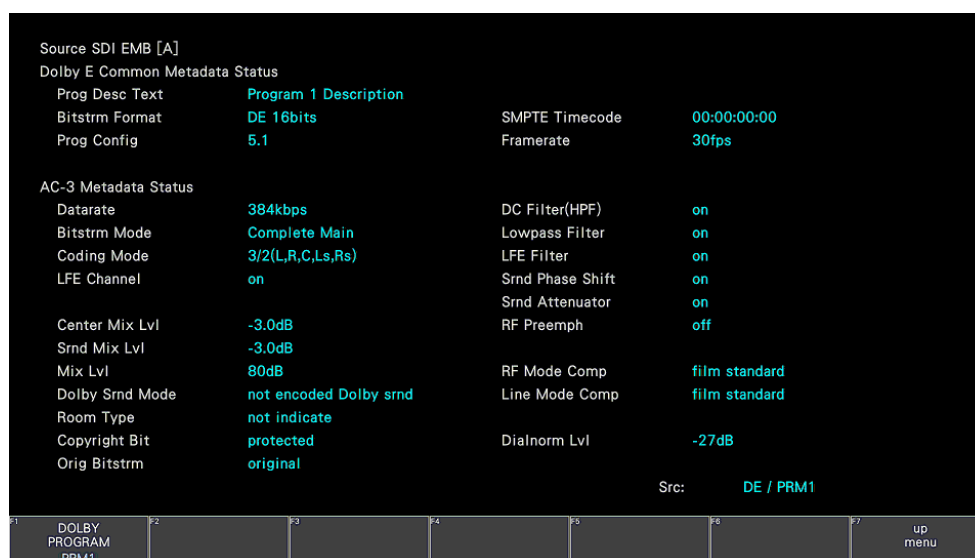 Source SDI EMB [A]
Dolby E Common Metadata Status
Prog Desc Text Program 1 Description
Bitstrm Format DE 16bits SMPTE Timecode 00:00:00:00
Prog Config 5.1 Framerate 30fps
AC-3 Metadata Status
Datarate 384kbps DC Filter(HPF) on
Bitstrm Mode Complete Main Lowpass Filter on
Coding Mode 3/2(L,R,C,Ls,Rs) LFE Filter on
LFE Channel on Srnd Phase Shift on
Srnd Attenuator on
Center Mix Lvl -3.0dB RF Preemph off
Srnd Mix Lvl -3.0dB
Mix Lvl 80dB RF Mode Comp film standard
Dolby Srnd Mode not encoded Dolby srnd Line Mode Comp film standard
Room Type not indicate
Copyright Bit protected Dialnorm Lvl -27dB
Orig Bitstrm original
Src: DE / PRM1
F1 DOLBY F2 F3 F4 F5 F6 F7 up
PROGRAM menu
PRM1